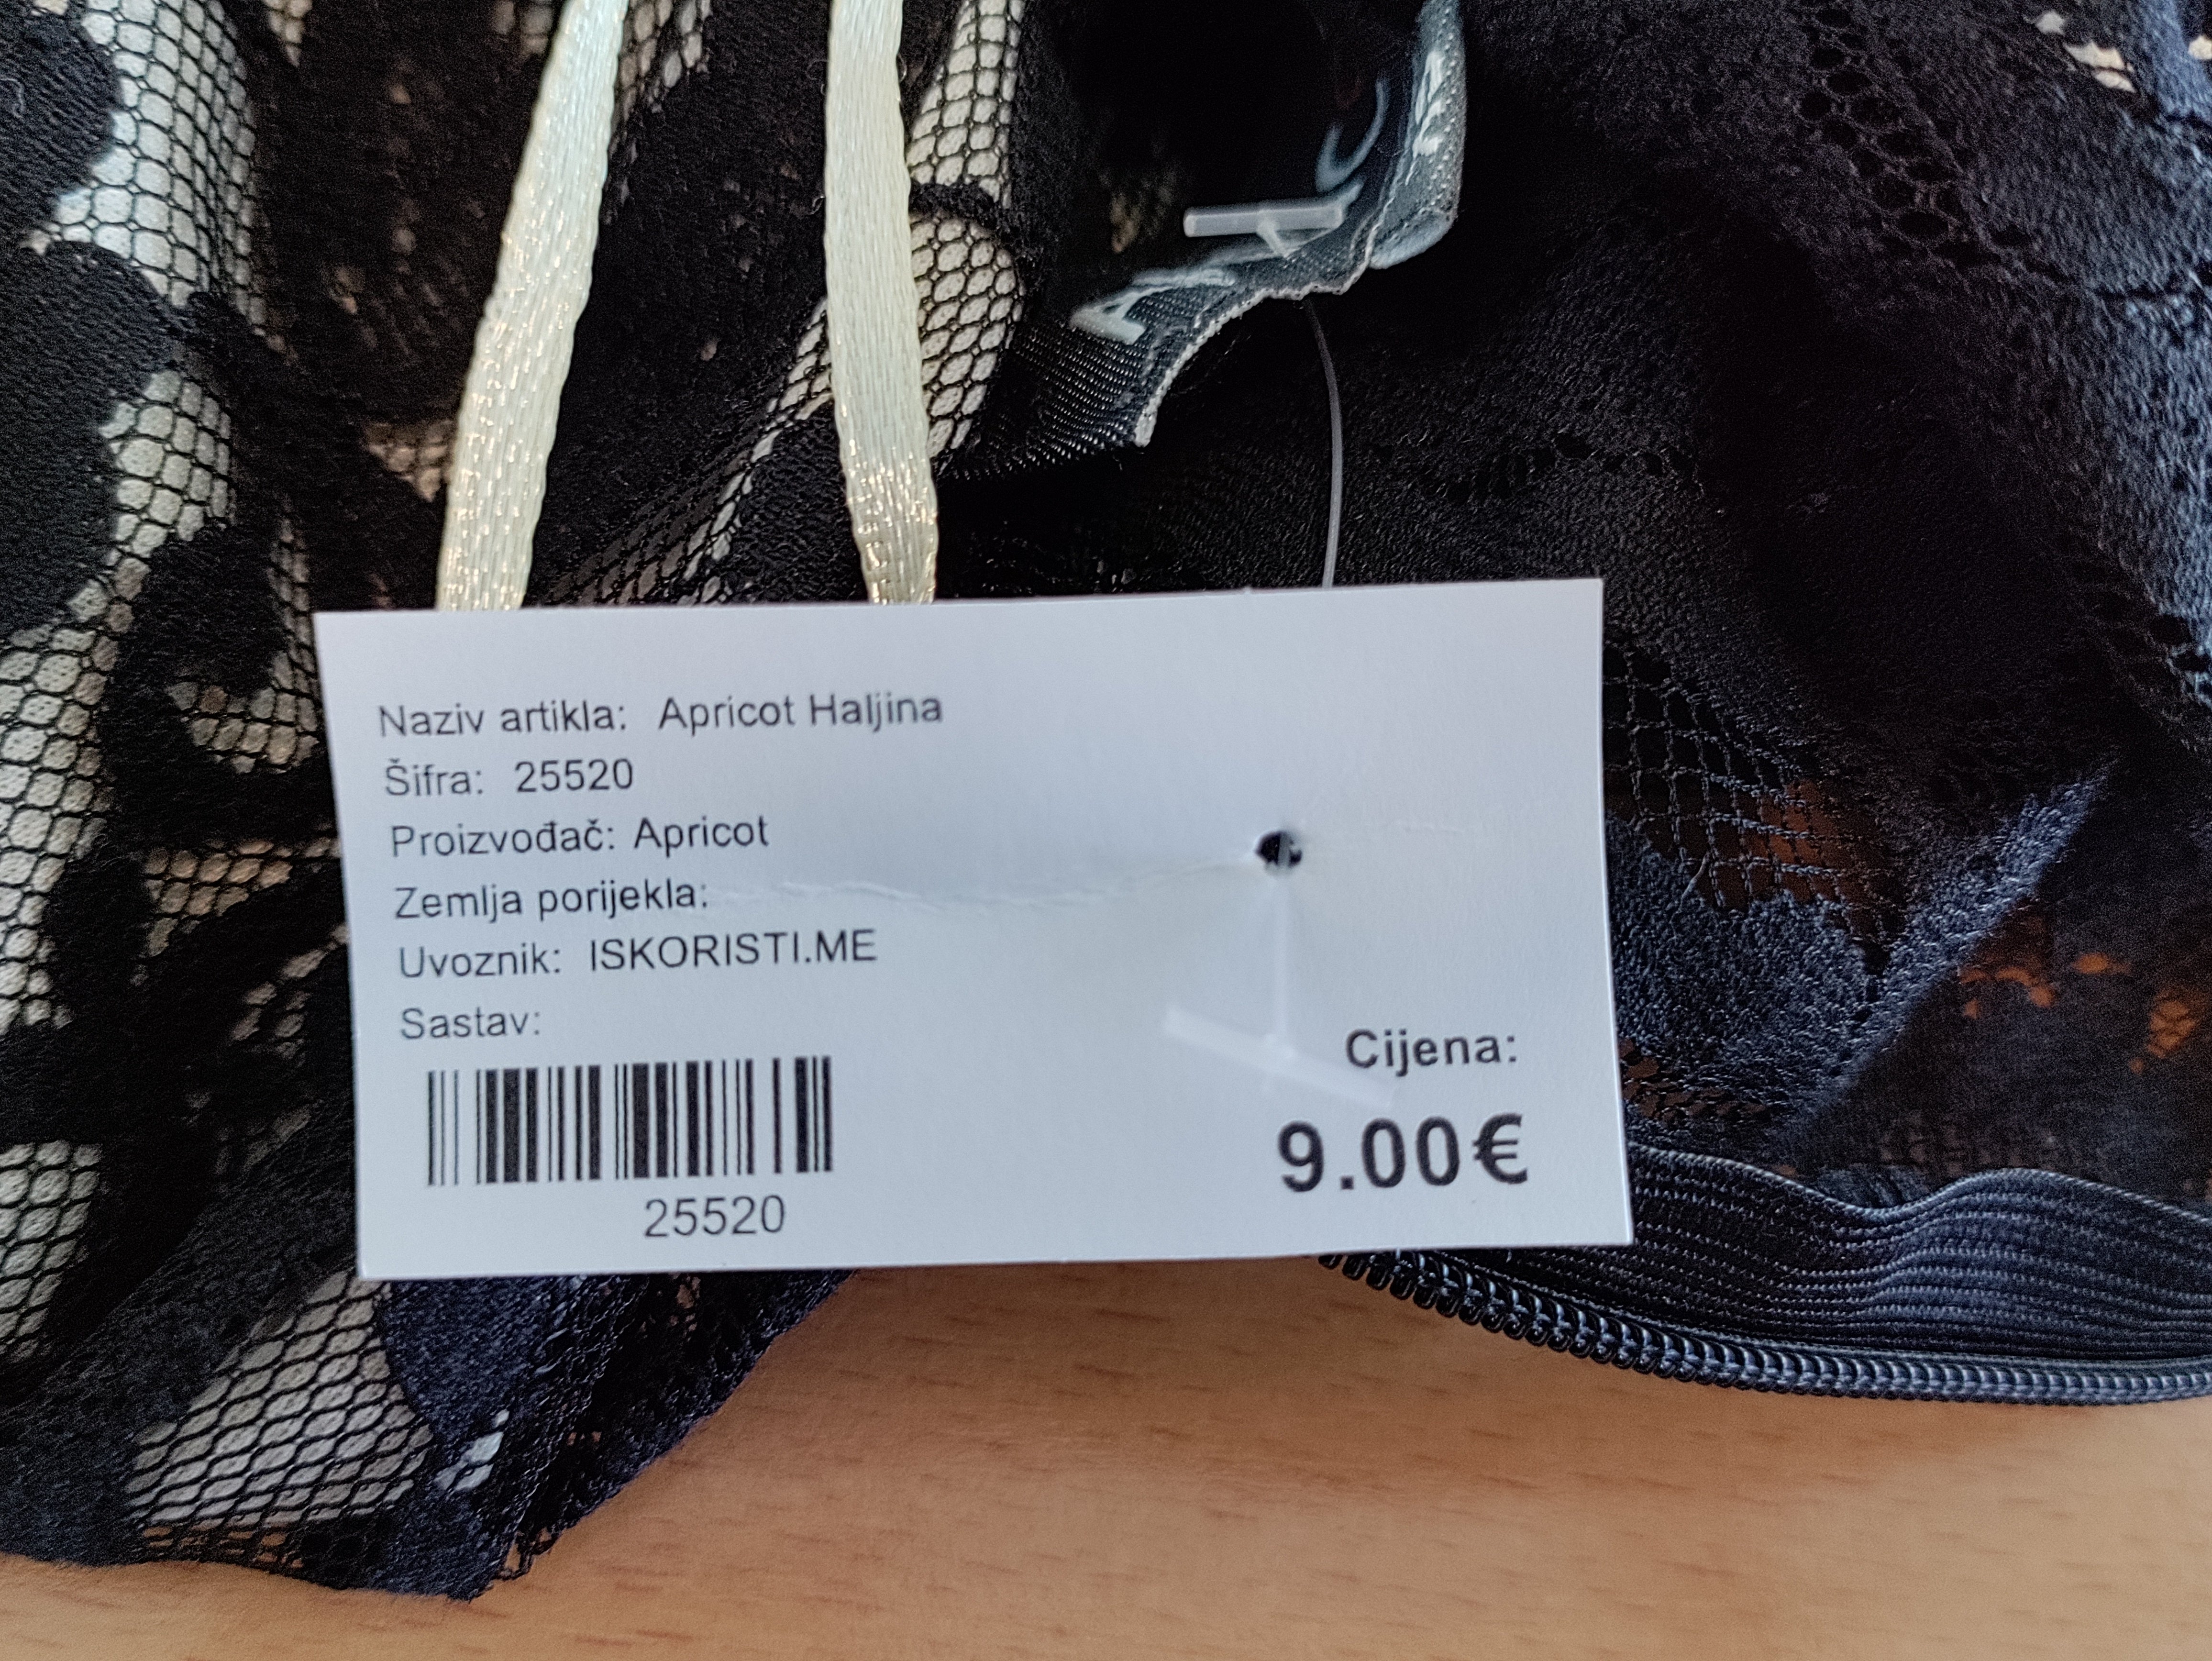 Naziv artikla: Apricot Haljina
Šifra: 25520
Proizvođač: Apricot
Zemlja porijekla:
Uvoznik: ISKORISTI.ME
Sastav:
25520
Cijena:
9.00€